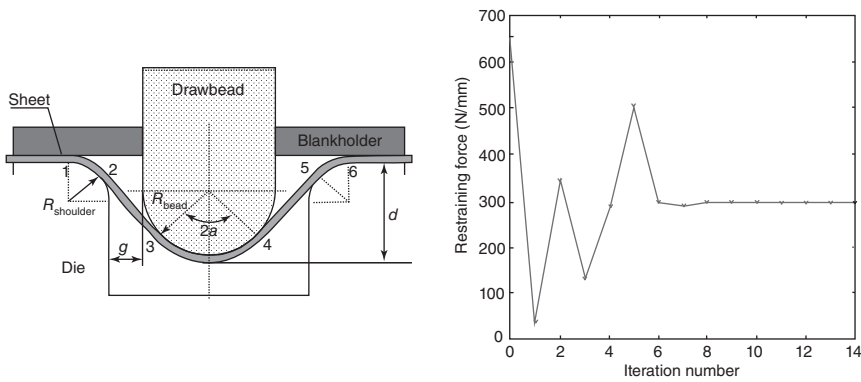 Drawbead
Sheet
Blankholder
1
2
5
6
R_shoulder
R_bead
2a
d
3
4
g
Die
700
600
500
400
300
200
100
0
Restraining force (N/mm)
0 2 4 6 8 10 12 14
Iteration number